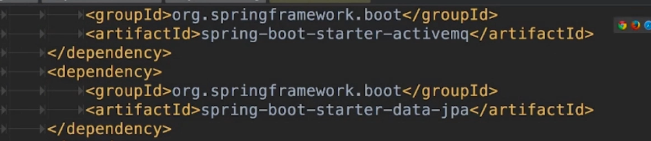 <groupId>org.springframework.boot</groupId>
<artifactId>spring-boot-starter-activemq</artifactId>
</dependency>
<dependency>
<groupId>org.springframework.boot</groupId>
<artifactId>spring-boot-starter-data-jpa</artifactId>
</dependency>